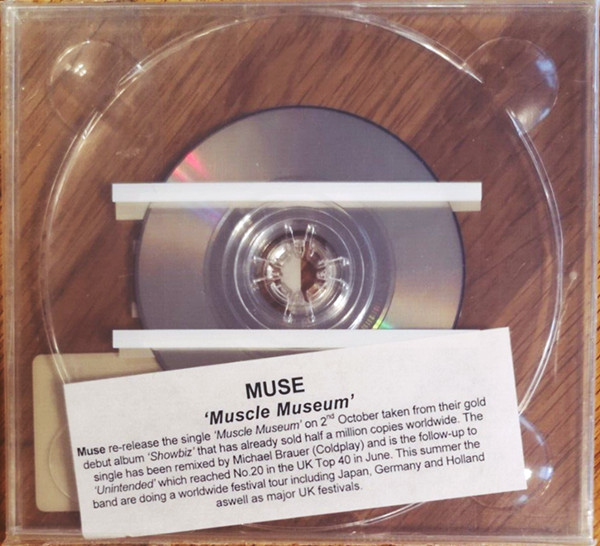 MUSE
‘Muscle Museum’
Muse re-release the single ‘Muscle Museum’ on 2nd October taken from their gold
debut album ‘Showbiz’ that has already sold half a million copies worldwide. The
single has been remixed by Michael Brauer (Coldplay) and is the follow-up to
‘Unintended’ which reached No.20 in the UK Top 40 in June. This summer the
band are doing a worldwide festival tour including Japan, Germany and Holland
aswell as major UK festivals.